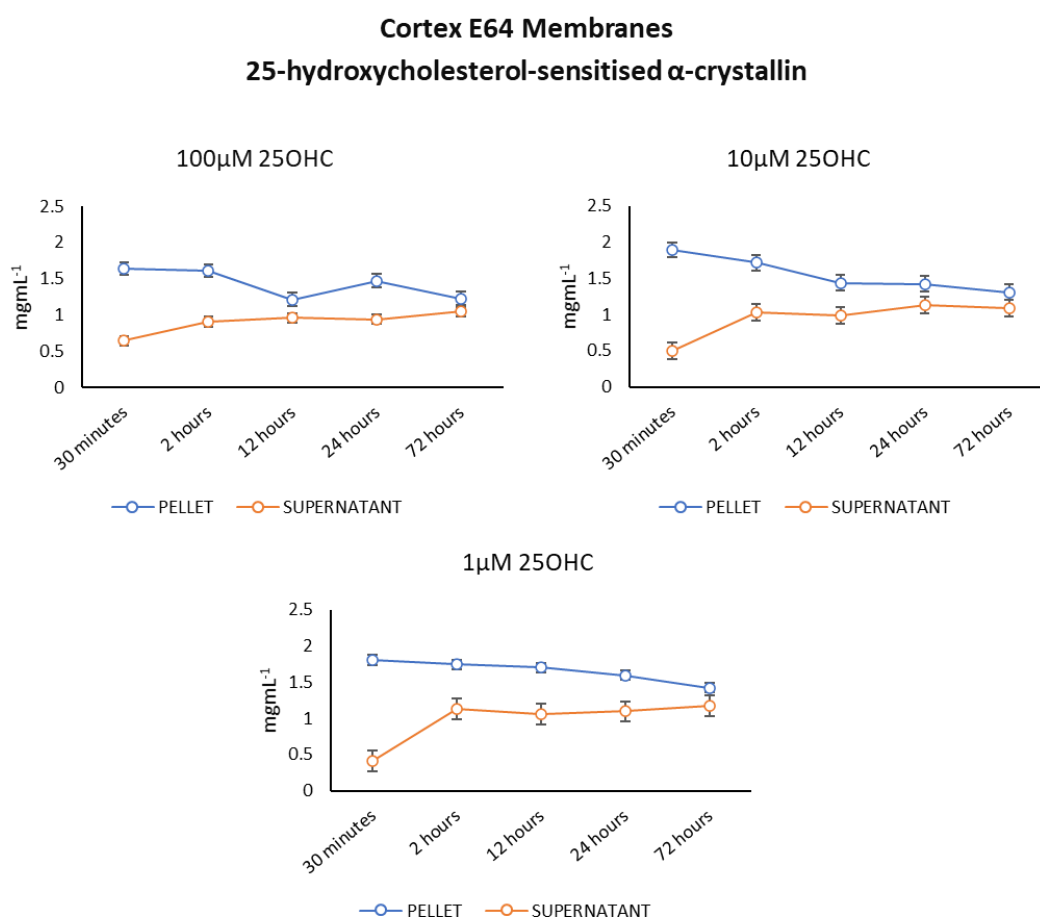 Cortex E64 Membranes
25-hydroxycholesterol-sensitised α-crystallin
100µM 25OHC
2.5
2
1.5
1
0.5
0
mgmL⁻¹
30 minutes
2 hours
12 hours
24 hours
72 hours
PELLET
SUPERNATANT
10µM 25OHC
2.5
2
1.5
1
0.5
0
mgmL⁻¹
30 minutes
2 hours
12 hours
24 hours
72 hours
PELLET
SUPERNATANT
1µM 25OHC
2.5
2
1.5
1
0.5
0
mgmL⁻¹
30 minutes
2 hours
12 hours
24 hours
72 hours
PELLET
SUPERNATANT